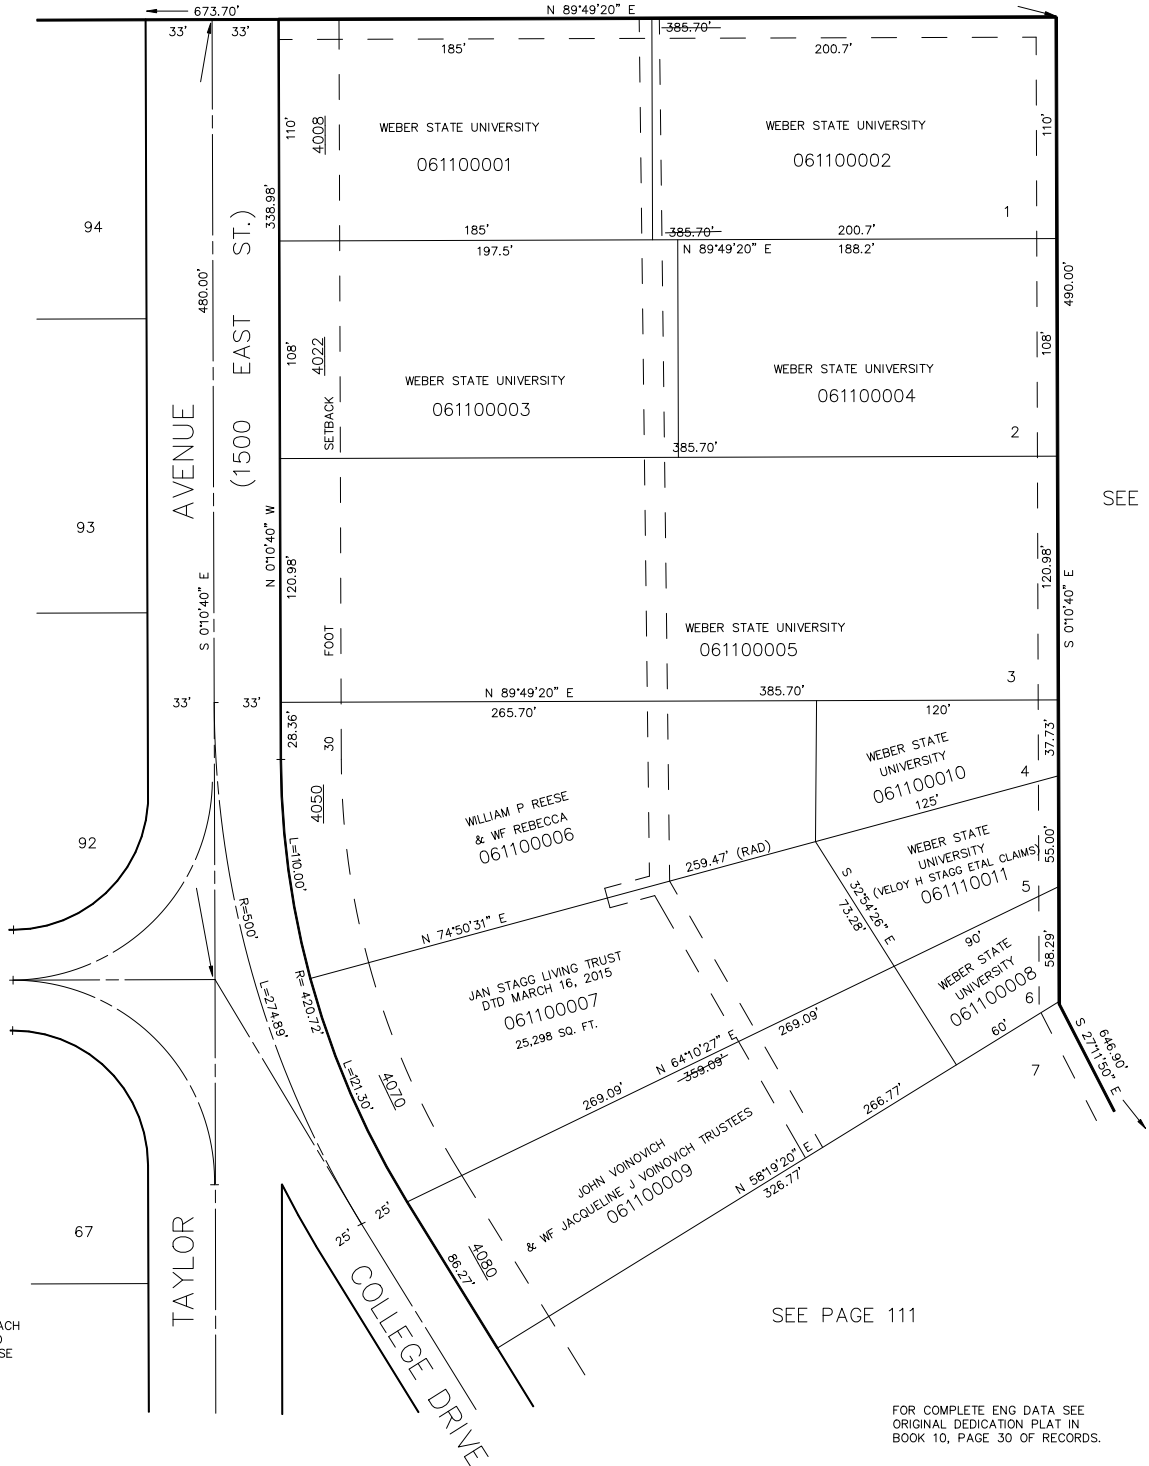 673.70'
N 89°49'20" E
33'
33'
385.70'
185'
200.7'
110'
4008
WEBER STATE UNIVERSITY
061100001
WEBER STATE UNIVERSITY
061100002
110'
1
94
338.98'
185'
385.70'
200.7'
197.5'
N 89°49'20" E
188.2'
480.00'
490.00'
(1500 EAST ST.)
108'
4022
108'
WEBER STATE UNIVERSITY
061100003
WEBER STATE UNIVERSITY
061100004
AVENUE
SETBACK
2
385.70'
SEE
93
N 0°10'40" W
120.98'
120.98'
S 0°10'40" E
S 0°10'40" E
FOOT
WEBER STATE UNIVERSITY
061100005
3
N 89°49'20" E
385.70'
33'
33'
265.70'
120'
28.36'
30
37.73'
WEBER STATE
UNIVERSITY
061100010
4
4050
WILLIAM P REESE
& WF REBECCA
061100006
125'
92
L=110.00'
259.47' (RAD)
WEBER STATE
UNIVERSITY
(VELOY H STAGG ETAL CLAIMS)
061110011
55.00'
5
S 32°54'26" E
73.28'
R=500'
N 74°50'31" E
90'
58.29'
JAN STAGG LIVING TRUST
DTD MARCH 16, 2015
061100007
25,298 SQ. FT.
WEBER STATE
UNIVERSITY
061100008
6
R= 420.72'
L=274.89'
269.09'
60'
646.90'
S 27°11'50" E
N 64°10'27" E
359.09'
7
L=121.30'
4070
269.09'
266.77'
JOHN VOINOVICH
& WF JACQUELINE J VOINOVICH TRUSTEES
061100009
N 58°19'20" E
326.77'
25'
25'
67
86.27'
4080
TAYLOR
COLLEGE DRIVE
SEE PAGE 111
ACH
SE
FOR COMPLETE ENG DATA SEE
ORIGINAL DEDICATION PLAT IN
BOOK 10, PAGE 30 OF RECORDS.